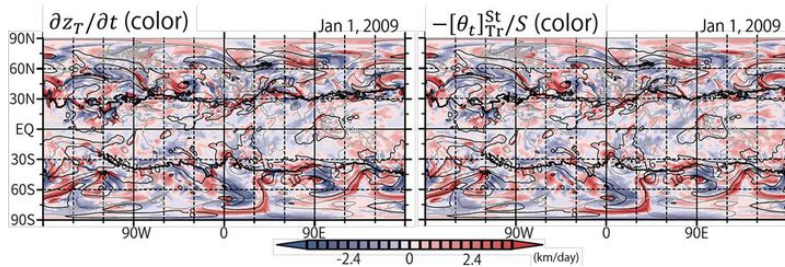 ∂z_T/∂t (color) Jan 1, 2009
−[θ_t]^St_Tr/S (color) Jan 1, 2009
90N
60N
30N
EQ
30S
60S
90S
90W 0 90E 90W 0 90E
-2.4 0 2.4 (km/day)